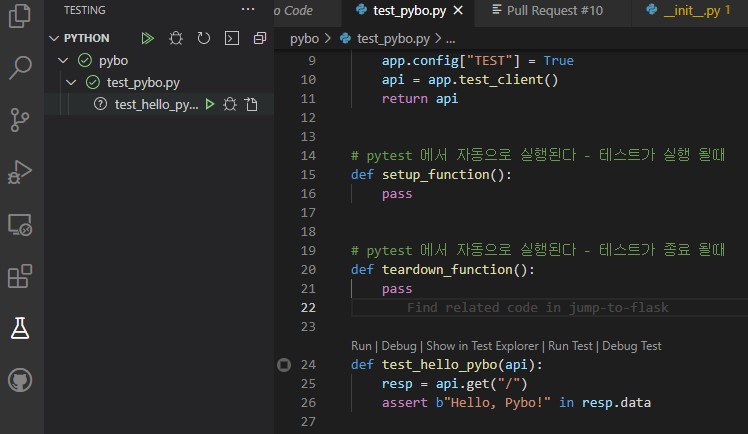 TESTING ···
PYTHON
pybo
test_pybo.py
test_hello_py...
o Code
test_pybo.py
Pull Request #10
__init__.py 1
pybo > test_pybo.py > ...
9 app.config["TEST"] = True
10 api = app.test_client()
11 return api
12
13
14 # pytest 에서 자동으로 실행된다 - 테스트가 실행 될때
15 def setup_function():
16 pass
17
18
19 # pytest 에서 자동으로 실행된다 - 테스트가 종료 될때
20 def teardown_function():
21 pass
22 Find related code in jump-to-flask
23
Run | Debug | Show in Test Explorer | Run Test | Debug Test
24 def test_hello_pybo(api):
25 resp = api.get("/")
26 assert b"Hello, Pybo!" in resp.data
27